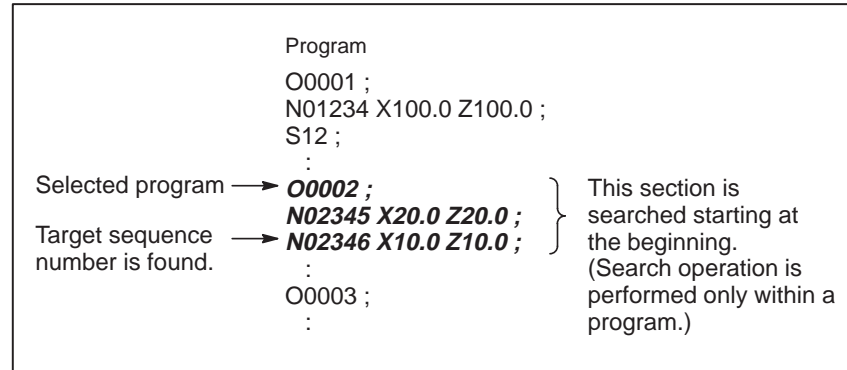 Program
O0001 ;
N01234 X100.0 Z100.0 ;
S12 ;
:
Selected program
O0002 ;
N02345 X20.0 Z20.0 ;
Target sequence
number is found.
N02346 X10.0 Z10.0 ;
:
O0003 ;
:
This section is
searched starting at
the beginning.
(Search operation is
performed only within a
program.)